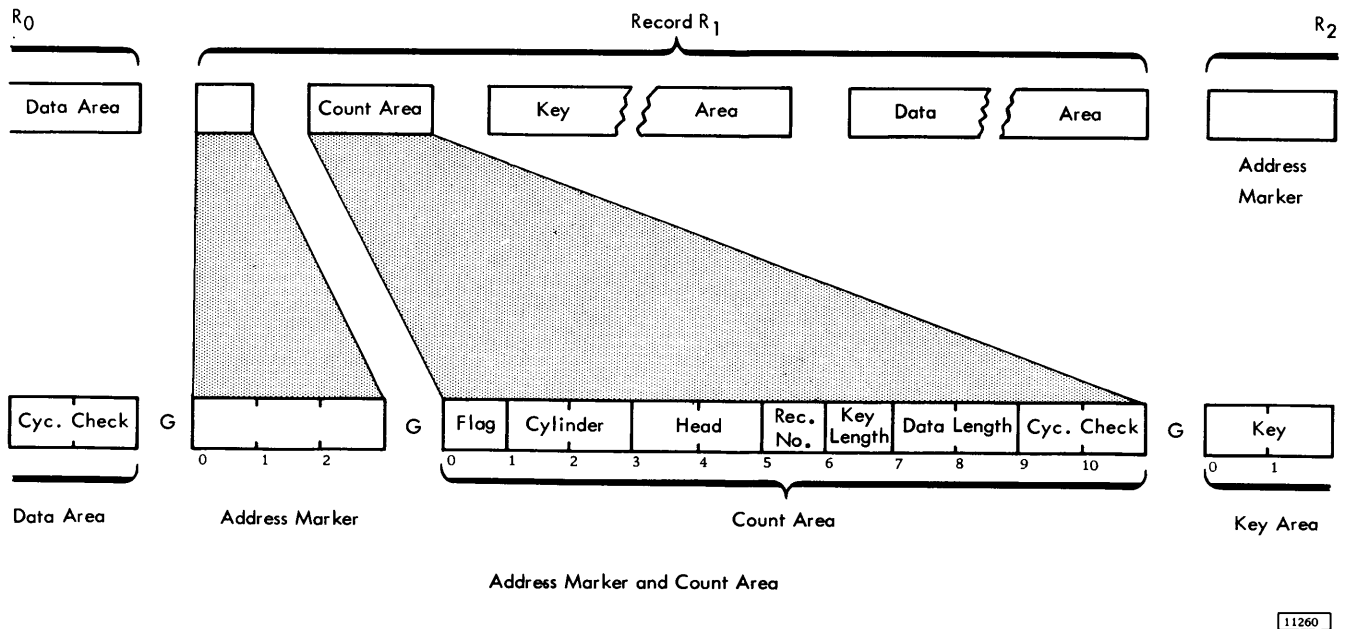 R0 Record R1 R2
Data Area Count Area Key Area Data Area
Address
Marker
Cyc. Check G G Flag Cylinder Head Rec. No. Key Length Data Length Cyc. Check G Key
0 1 2 0 1 2 3 4 5 6 7 8 9 10 0 1
Data Area Address Marker Count Area Key Area
Address Marker and Count Area
11260